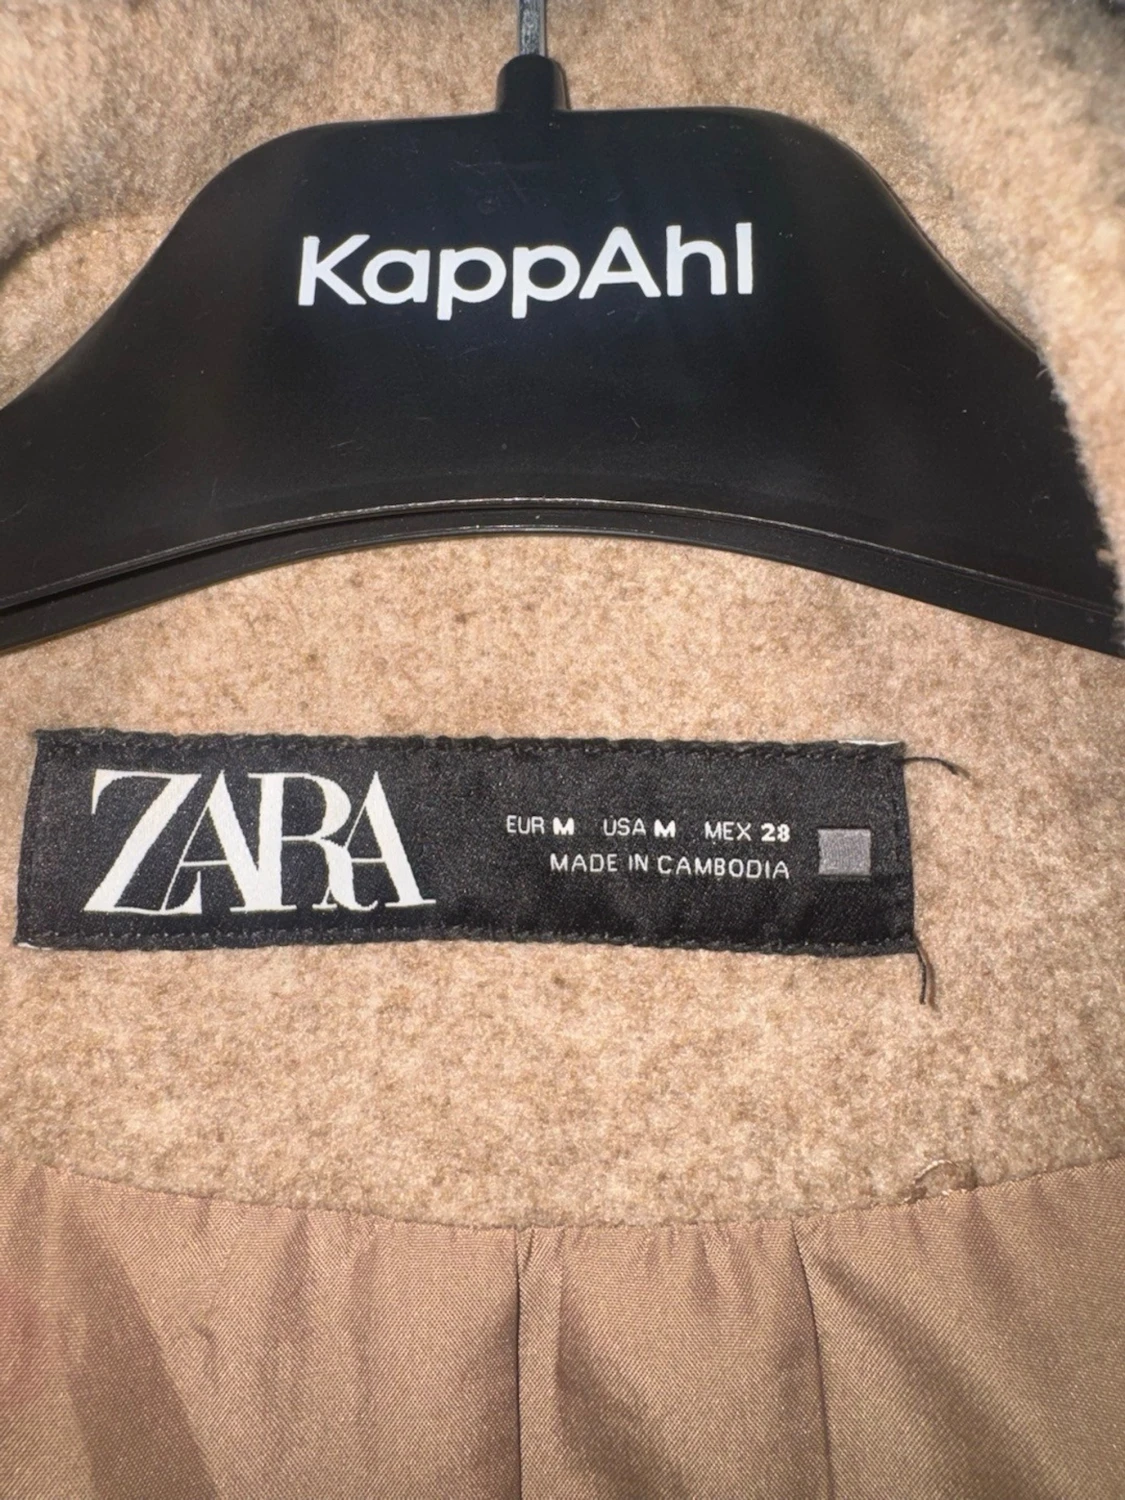 KappAhl
ZARA
EUR M USA M MEX 28
MADE IN CAMBODIA